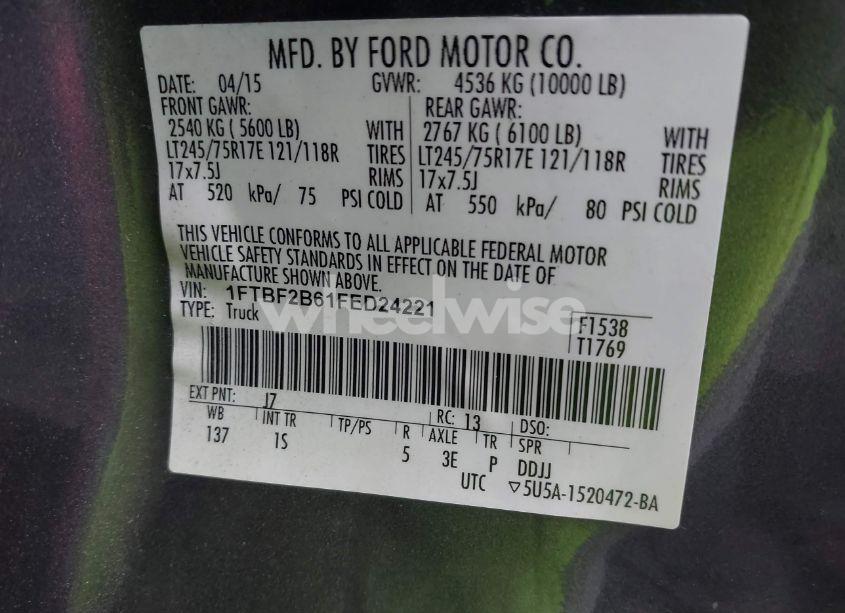 MFD. BY FORD MOTOR CO.
DATE: 04/15 GVWR: 4536 KG (10000 LB)
FRONT GAWR: REAR GAWR:
2540 KG ( 5600 LB) WITH 2767 KG ( 6100 LB) WITH
LT245/75R17E 121/118R TIRES LT245/75R17E 121/118R TIRES
17x7.5J RIMS 17x7.5J RIMS
AT 520 kPa/ 75 PSI COLD AT 550 kPa/ 80 PSI COLD
THIS VEHICLE CONFORMS TO ALL APPLICABLE FEDERAL MOTOR
VEHICLE SAFETY STANDARDS IN EFFECT ON THE DATE OF
MANUFACTURE SHOWN ABOVE.
VIN: 1FTBF2B61FED24221
TYPE: Truck
F1538
T1769
wheelwise
EXT PNT: J7 RC: 13 DSO:
WB INT TR TP/PS R AXLE TR SPR
137 1S 5 3E P DDJJ
UTC ▽5U5A-1520472-BA